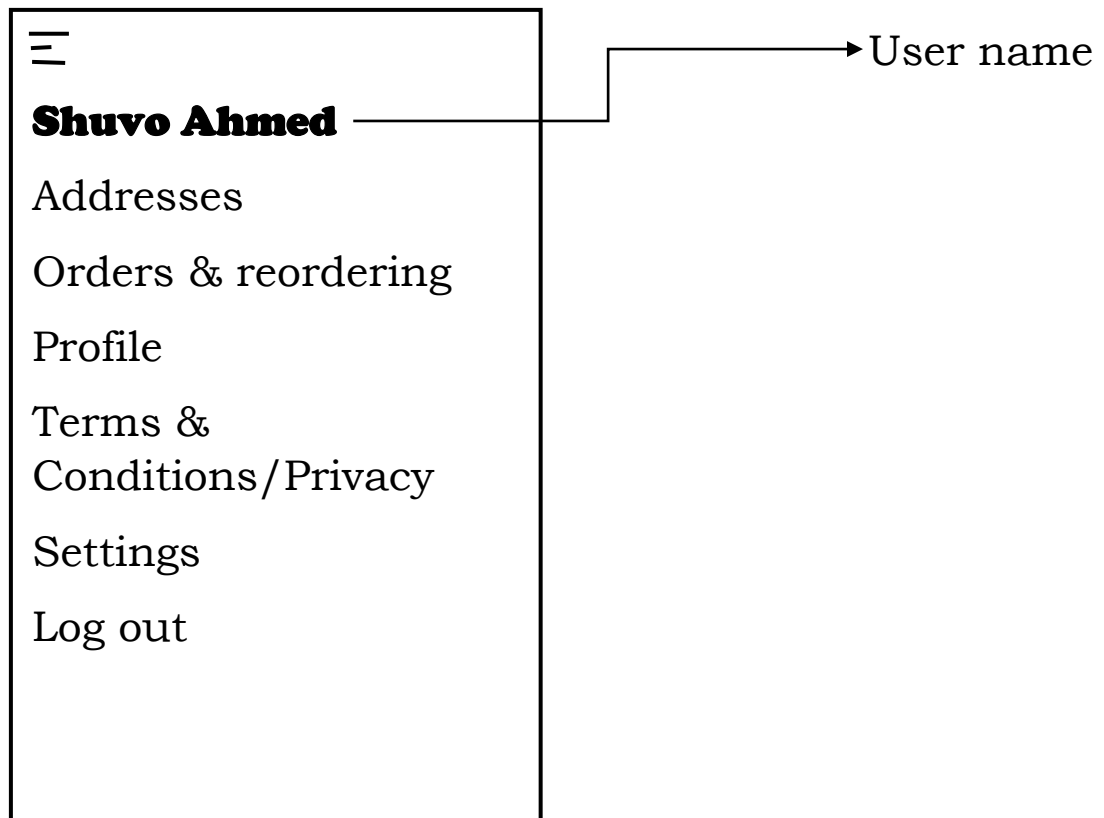 User name
Shuvo Ahmed
Addresses
Orders & reordering
Profile
Terms &
Conditions/Privacy
Settings
Log out